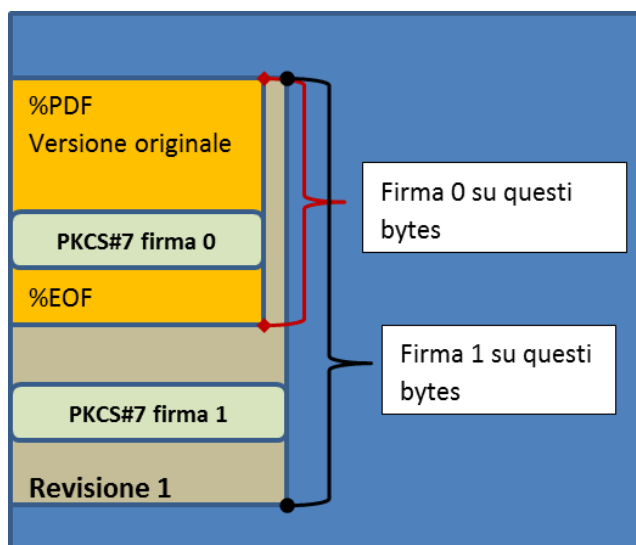 %PDF
Versione originale
PKCS#7 firma 0
%EOF
PKCS#7 firma 1
Revisione 1
Firma 0 su questi
bytes
Firma 1 su questi
bytes